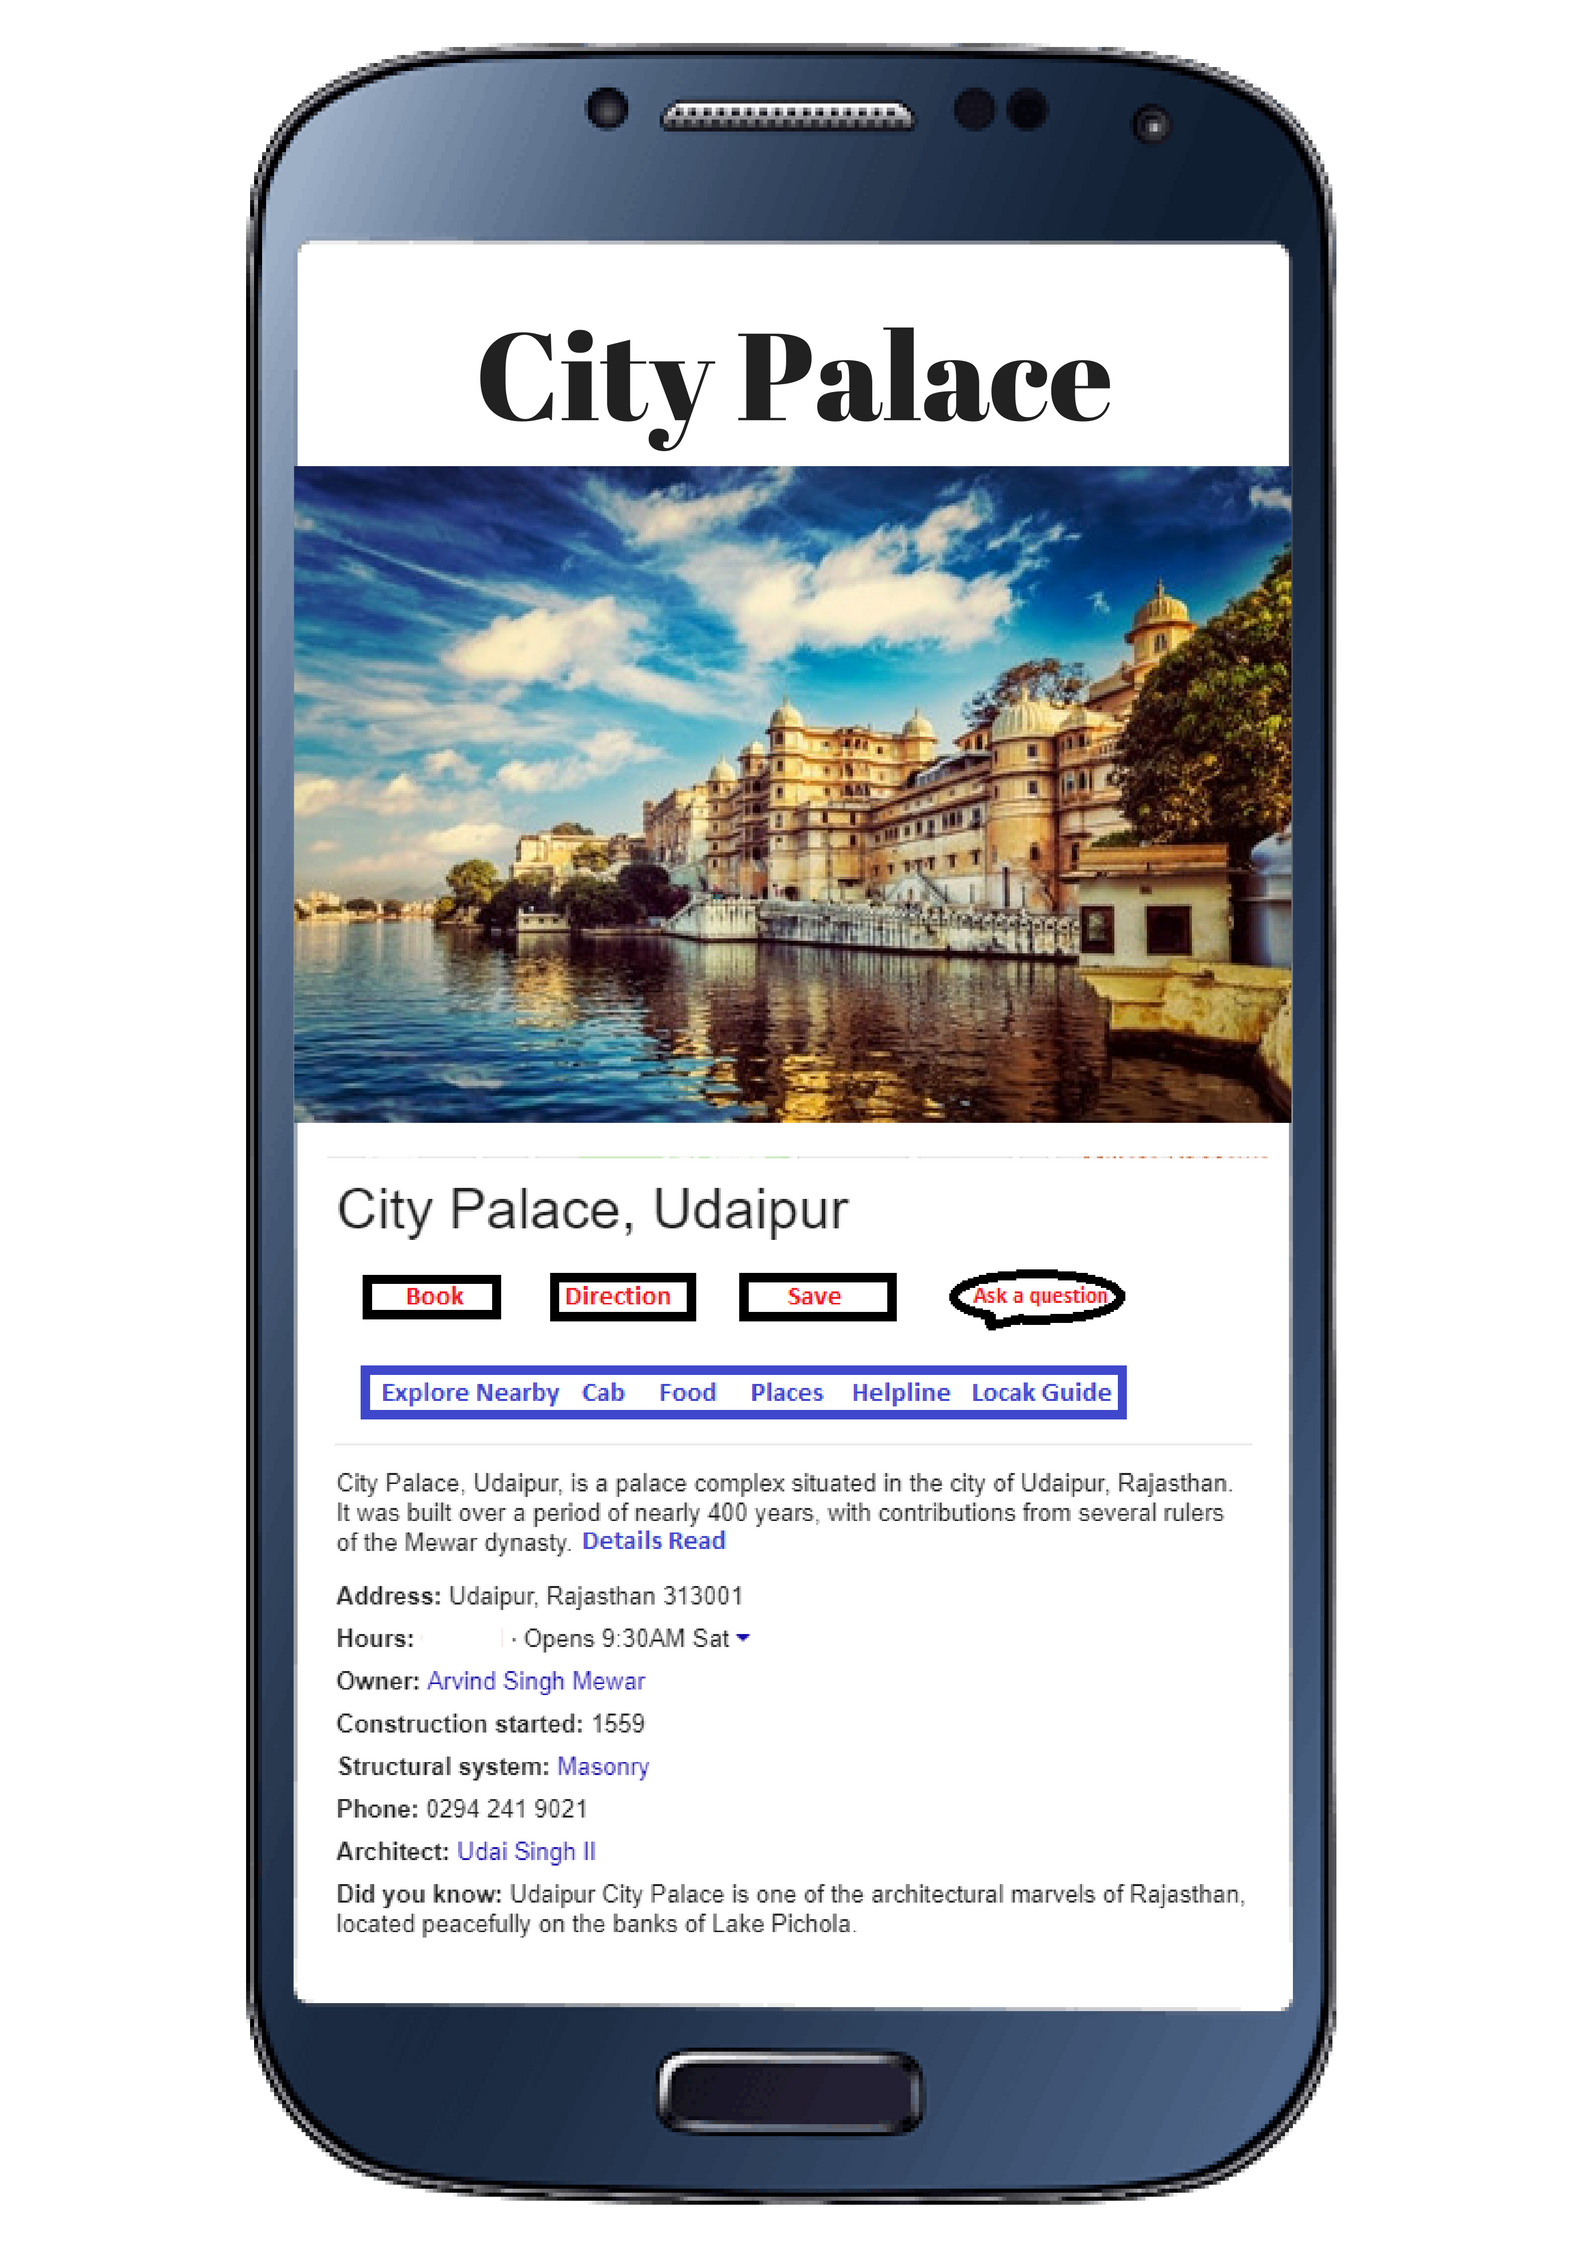 City Palace
City Palace, Udaipur
Book Direction Save Ask a question
Explore Nearby Cab Food Places Helpline Locak Guide
City Palace, Udaipur, is a palace complex situated in the city of Udaipur, Rajasthan.
It was built over a period of nearly 400 years, with contributions from several rulers
of the Mewar dynasty. Details Read
Address: Udaipur, Rajasthan 313001
Hours: · Opens 9:30AM Sat
Owner: Arvind Singh Mewar
Construction started: 1559
Structural system: Masonry
Phone: 0294 241 9021
Architect: Udai Singh II
Did you know: Udaipur City Palace is one of the architectural marvels of Rajasthan,
located peacefully on the banks of Lake Pichola.